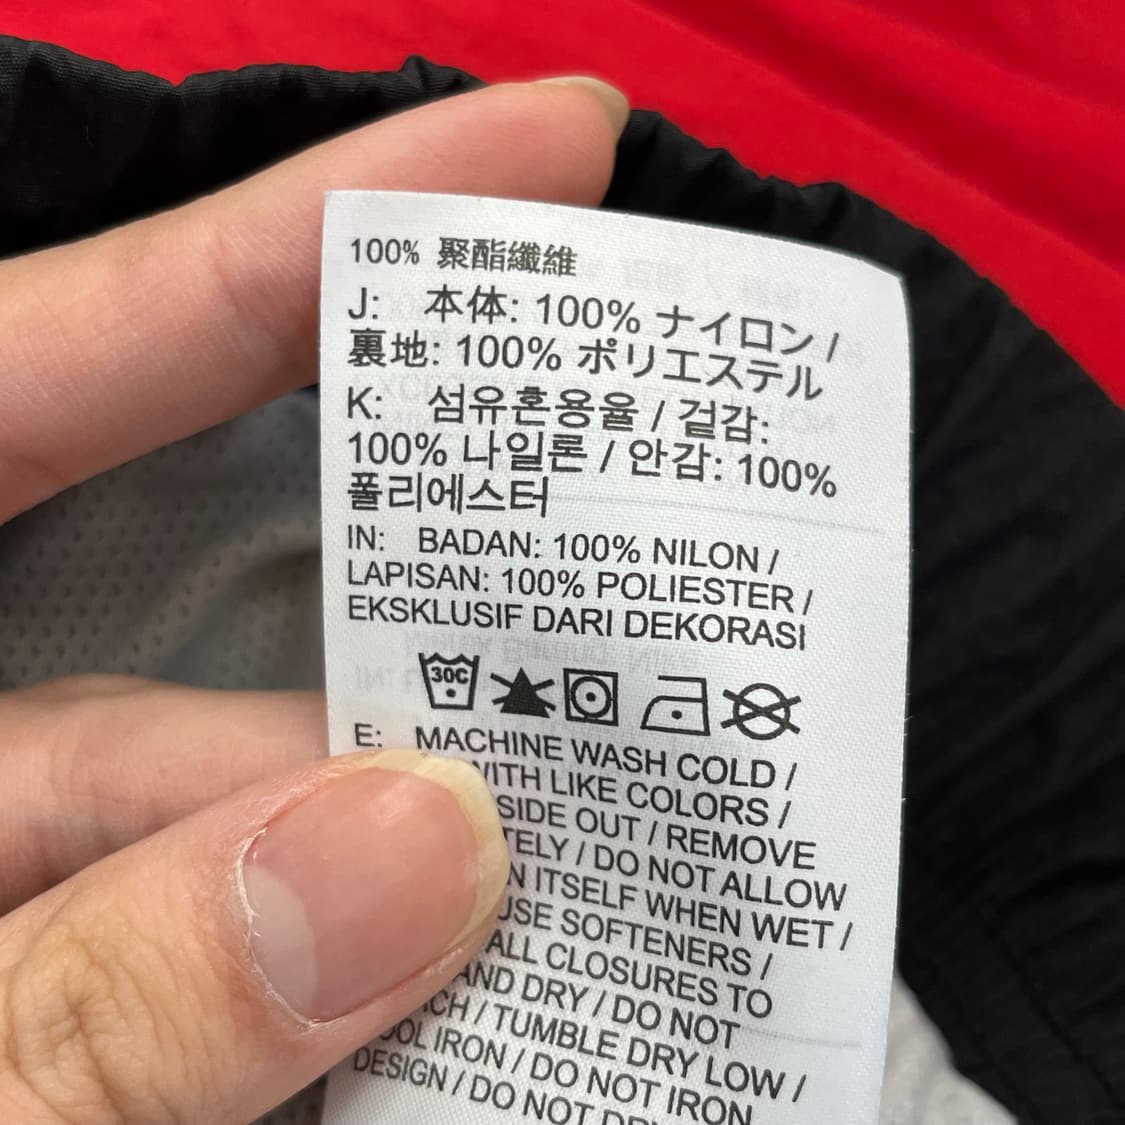 100% 聚酯纖維
J: 本体: 100% ナイロン /
裏地: 100% ポリエステル
K: 섬유혼용율 / 겉감:
100% 나일론 / 안감: 100%
폴리에스터
IN: BADAN: 100% NILON /
LAPISAN: 100% POLIESTER /
EKSKLUSIF DARI DEKORASI
30C
E: MACHINE WASH COLD /
WITH LIKE COLORS /
SIDE OUT / REMOVE
TELY / DO NOT ALLOW
N ITSELF WHEN WET /
USE SOFTENERS /
ALL CLOSURES TO
AND DRY / DO NOT
CH / TUMBLE DRY LOW /
OOL IRON / DO NOT IRON
DESIGN / DO NOT